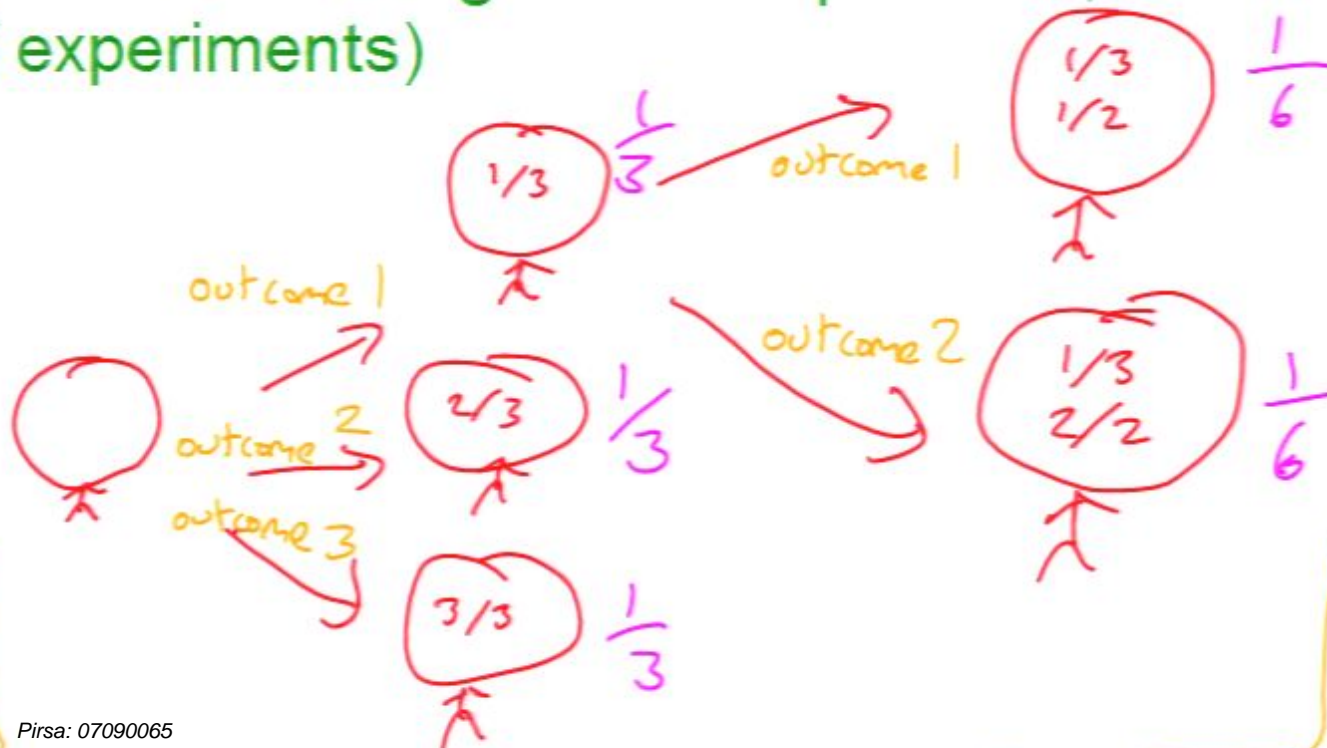 experiments)
1/3
1/2
1/6
1/3
1/3
outcome 1
outcome 1
outcome 2
1/3
2/2
1/6
2/3
1/3
outcome 2
outcome 3
3/3
1/3
Pirsa: 07090065